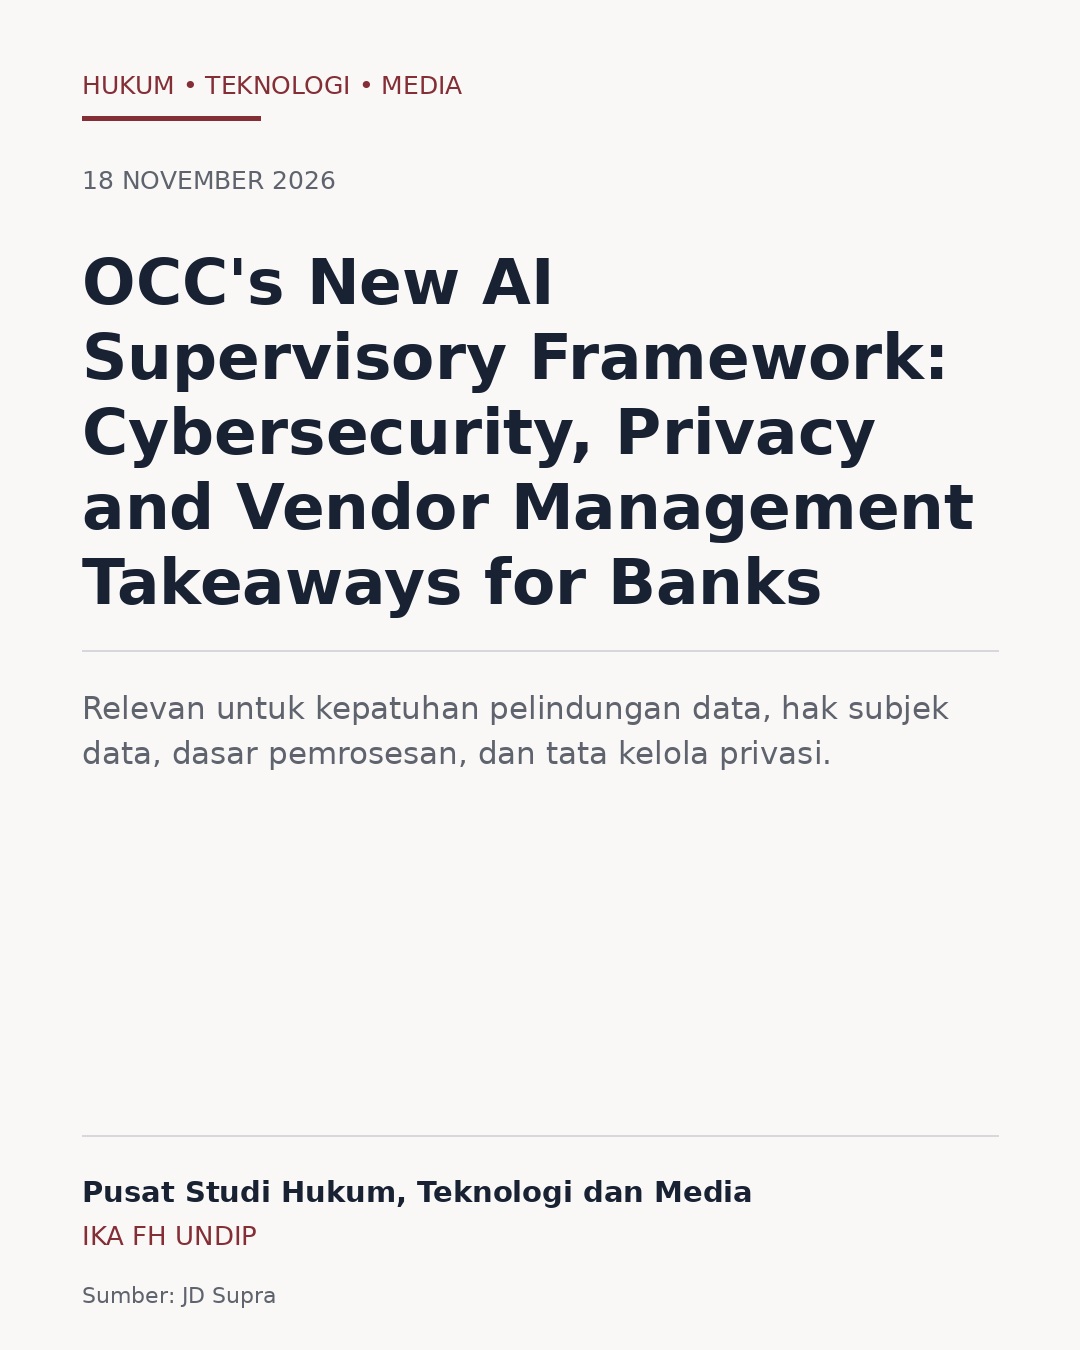 HUKUM • TEKNOLOGI • MEDIA
18 NOVEMBER 2026
OCC's New AI
Supervisory Framework:
Cybersecurity, Privacy
and Vendor Management
Takeaways for Banks
Relevan untuk kepatuhan pelindungan data, hak subjek
data, dasar pemrosesan, dan tata kelola privasi.
Pusat Studi Hukum, Teknologi dan Media
IKA FH UNDIP
Sumber: JD Supra